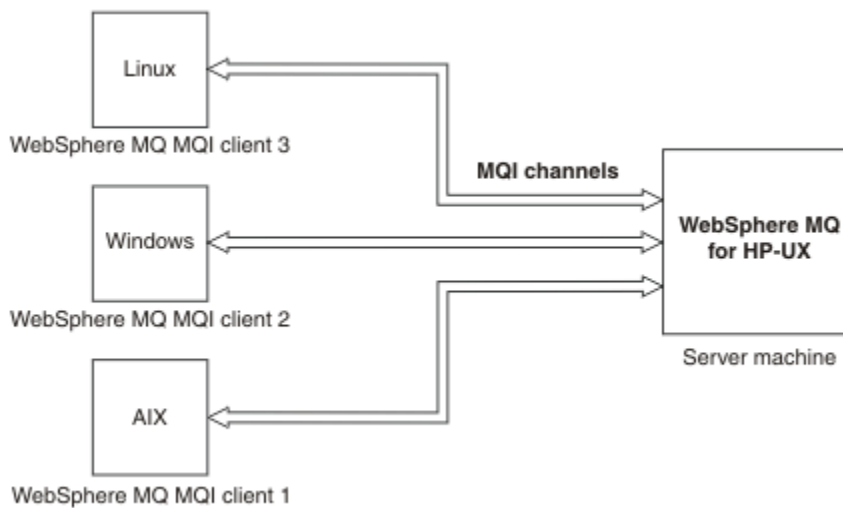 Linux
WebSphere MQ MQI client 3
MQI channels
WebSphere MQ
for HP-UX
Server machine
Windows
WebSphere MQ MQI client 2
AIX
WebSphere MQ MQI client 1